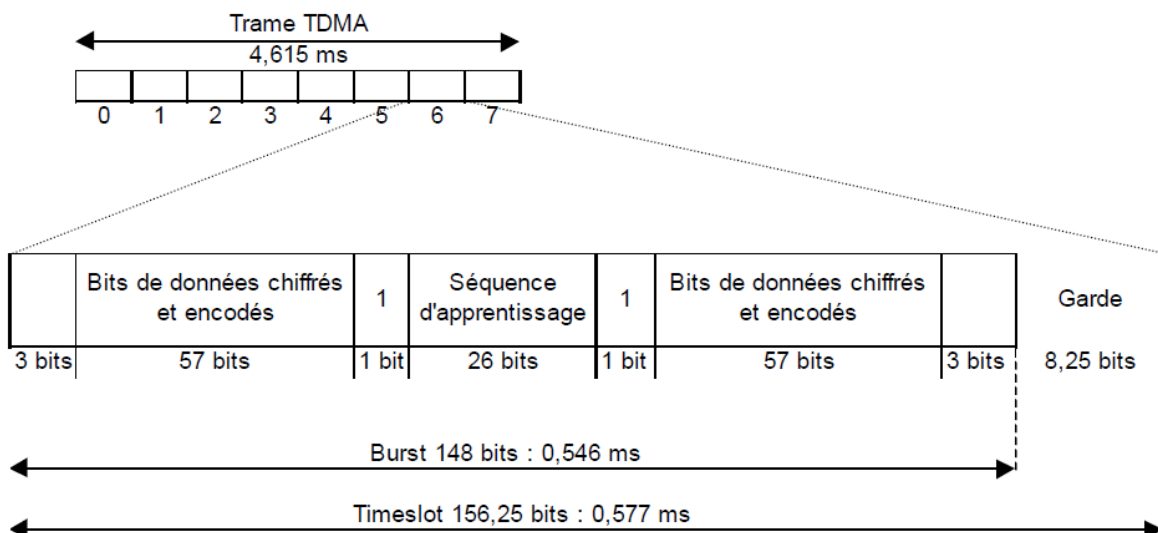 Trame TDMA
4,615 ms
0 1 2 3 4 5 6 7
Bits de données chiffrés et encodés
1
Séquence d'apprentissage
1
Bits de données chiffrés et encodés
Garde
3 bits 57 bits 1 bit 26 bits 1 bit 57 bits 3 bits 8,25 bits
Burst 148 bits : 0,546 ms
Timeslot 156,25 bits : 0,577 ms